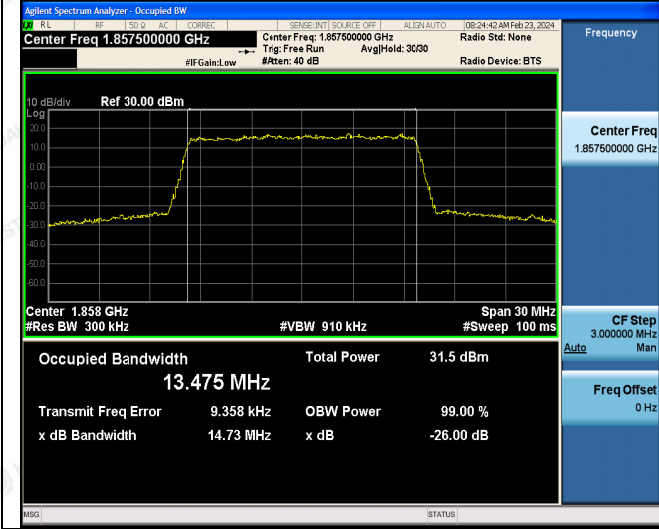 Agilent Spectrum Analyzer - Occupied BW
LXI RL RF 50 Ω AC CORREC SENSE:INT SOURCE OFF ALIGN AUTO 08:24:42 AM Feb 23, 2024
Center Freq 1.857500000 GHz
Center Freq: 1.857500000 GHz
Radio Std: None
Trig: Free Run Avg|Hold: 30/30
#IFGain:Low #Atten: 40 dB Radio Device: BTS
Frequency
10 dB/div Ref 30.00 dBm
Log
20.0
10.0
0.00
-10.0
-20.0
-30.0
-40.0
-50.0
-60.0
Center 1.858 GHz Span 30 MHz
#Res BW 300 kHz #VBW 910 kHz #Sweep 100 ms
Occupied Bandwidth Total Power 31.5 dBm
13.475 MHz
Transmit Freq Error 9.358 kHz OBW Power 99.00 %
x dB Bandwidth 14.73 MHz x dB -26.00 dB
Center Freq
1.857500000 GHz
CF Step
3.000000 MHz
Auto Man
Freq Offset
0 Hz
MSG STATUS